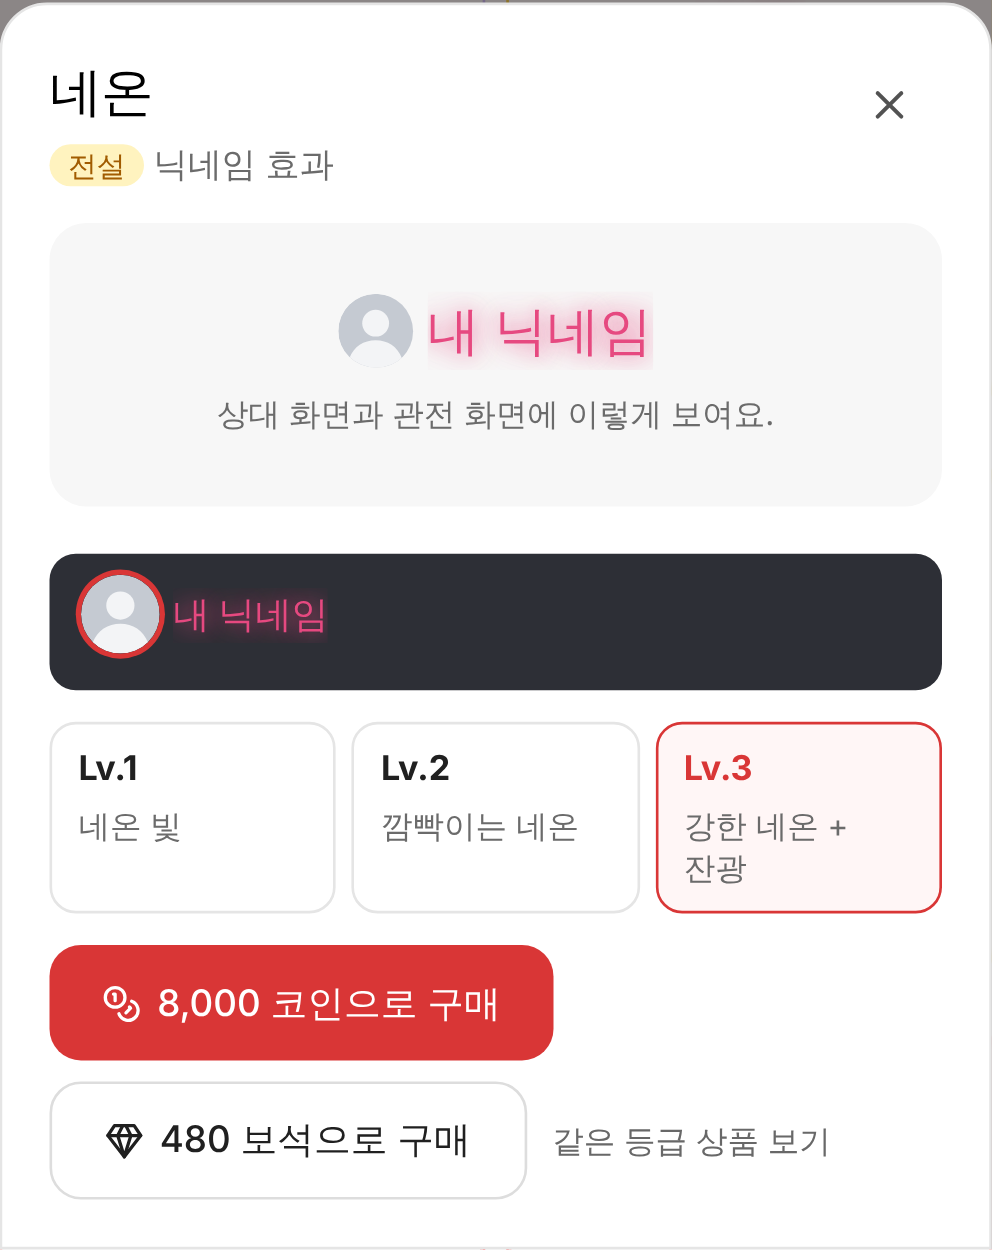 네온
전설 닉네임 효과
내 닉네임
상대 화면과 관전 화면에 이렇게 보여요.
내 닉네임
Lv.1
네온 빛
Lv.2
깜빡이는 네온
Lv.3
강한 네온 +
잔광
8,000 코인으로 구매
480 보석으로 구매
같은 등급 상품 보기